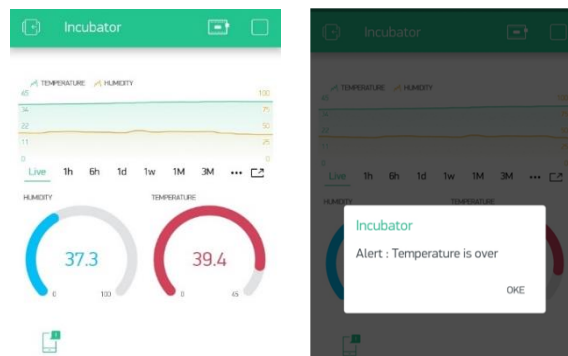 Incubator
TEMPERATURE HUMIDITY
45 100
34 75
22 50
11 25
0 0
Live 1h 6h 1d 1w 1M 3M •••
HUMIDITY TEMPERATURE
37.3 39.4
0 100 0 45
Incubator
TEMPERATURE HUMIDITY
45 100
34 75
22 50
11 25
0 0
Live 1h 6h 1d 1w 1M 3M •••
HUMIDITY TEMPERATURE
Incubator
Alert : Temperature is over
OKE